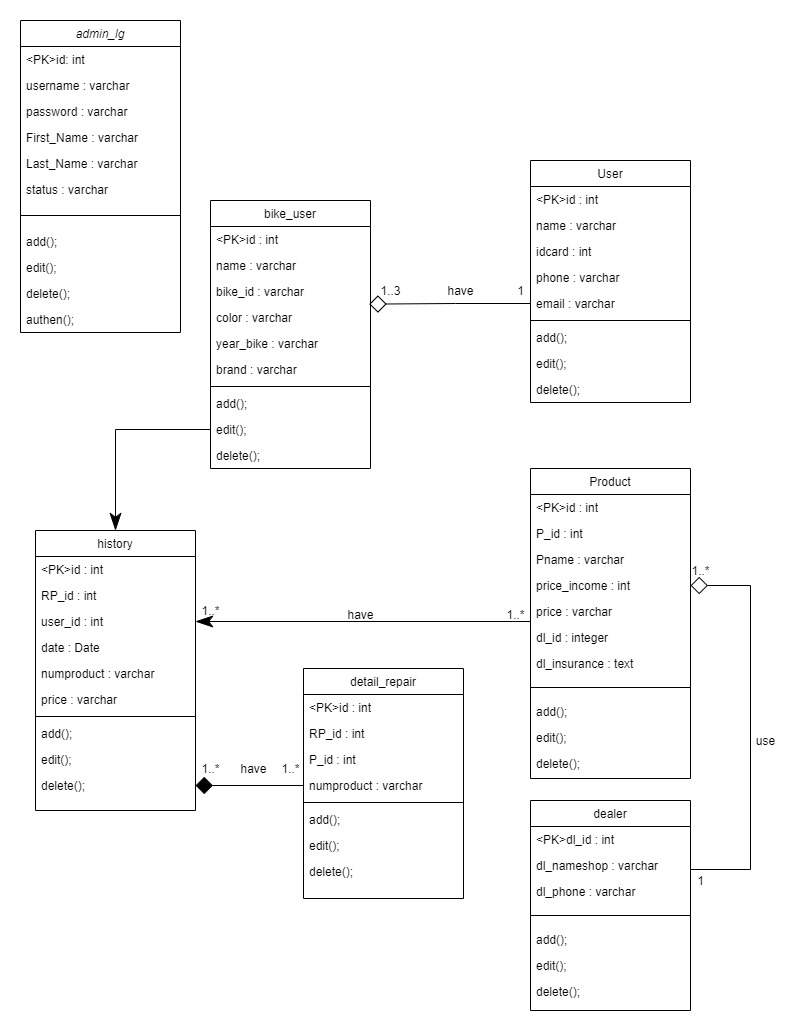 admin_lg
<PK>id: int
username : varchar
password : varchar
First_Name : varchar
Last_Name : varchar
status : varchar
add();
edit();
delete();
authen();
bike_user
<PK>id : int
name : varchar
bike_id : varchar
color : varchar
year_bike : varchar
brand : varchar
add();
edit();
delete();
1..3 have 1
User
<PK>id : int
name : varchar
idcard : int
phone : varchar
email : varchar
add();
edit();
delete();
history
<PK>id : int
RP_id : int
user_id : int
date : Date
numproduct : varchar
price : varchar
add();
edit();
delete();
1..* have 1..*
Product
<PK>id : int
P_id : int
Pname : varchar
price_income : int
price : varchar
dl_id : integer
dl_insurance : text
add();
edit();
delete();
1..*
use
1
1..* have 1..*
detail_repair
<PK>id : int
RP_id : int
P_id : int
numproduct : varchar
add();
edit();
delete();
dealer
<PK>dl_id : int
dl_nameshop : varchar
dl_phone : varchar
add();
edit();
delete();